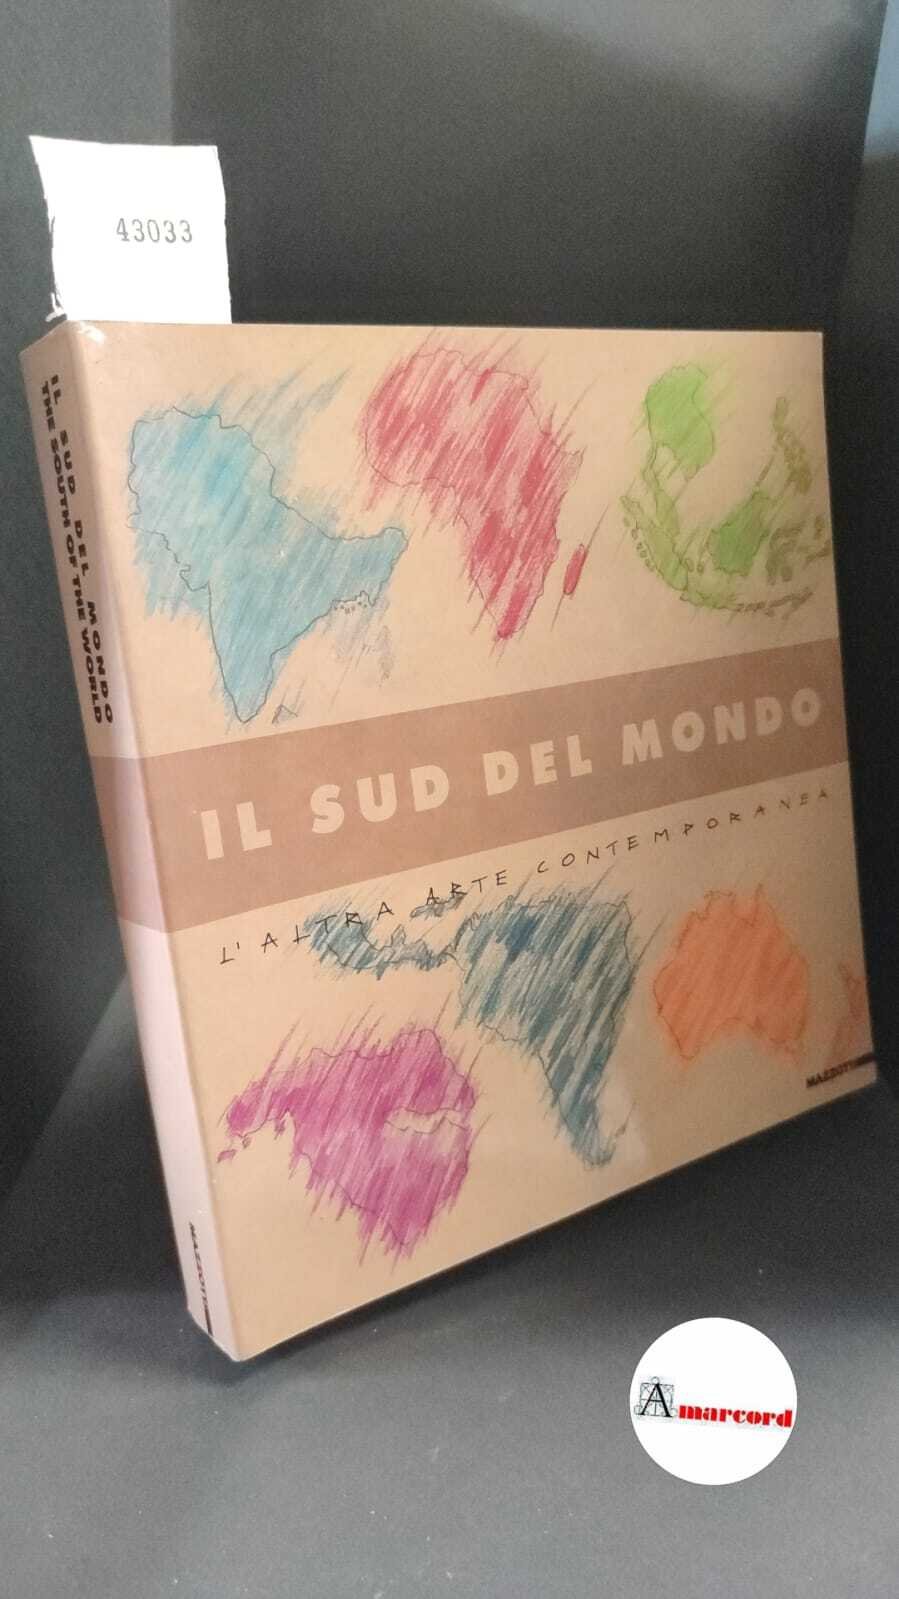 43033
IL SUD DEL MONDO
THE SOUTH OF THE WORLD
IL SUD DEL MONDO
L'ALTRA ARTE CONTEMPORANEA
MAZZOTTA
MAZZOTTA
Amarcord